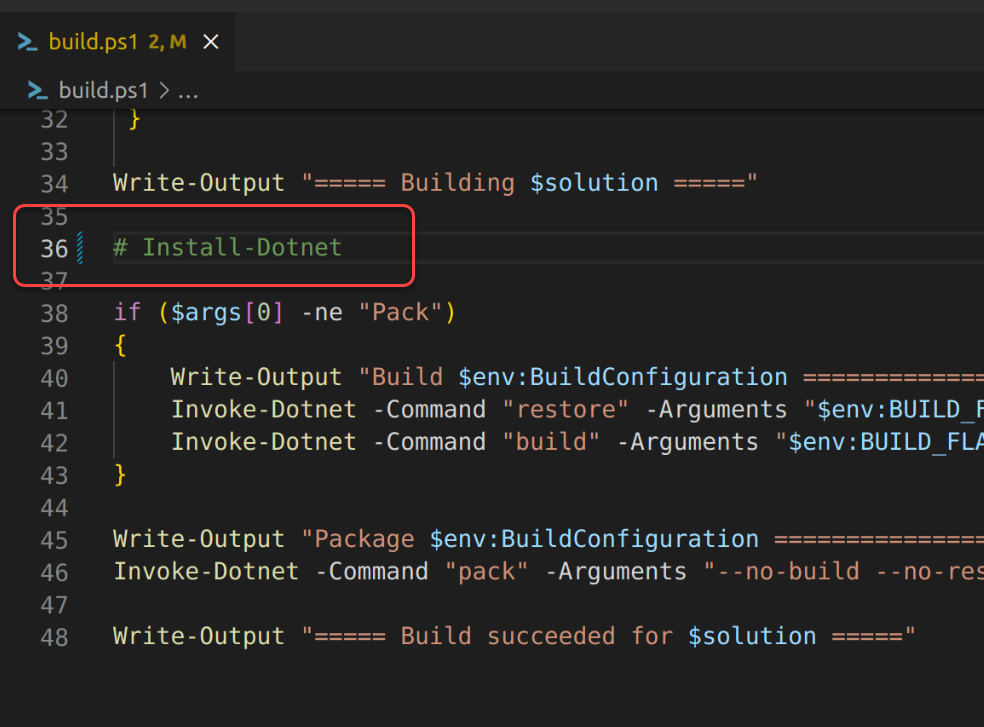 build.ps1 2, M
build.ps1 > ...
32 }
33
34 Write-Output "===== Building $solution ====="
35
36 # Install-Dotnet
37
38 if ($args[0] -ne "Pack")
39 {
40 Write-Output "Build $env:BuildConfiguration =============
41 Invoke-Dotnet -Command "restore" -Arguments "$env:BUILD_F
42 Invoke-Dotnet -Command "build" -Arguments "$env:BUILD_FLA
43 }
44
45 Write-Output "Package $env:BuildConfiguration ===============
46 Invoke-Dotnet -Command "pack" -Arguments "--no-build --no-res
47
48 Write-Output "===== Build succeeded for $solution ====="